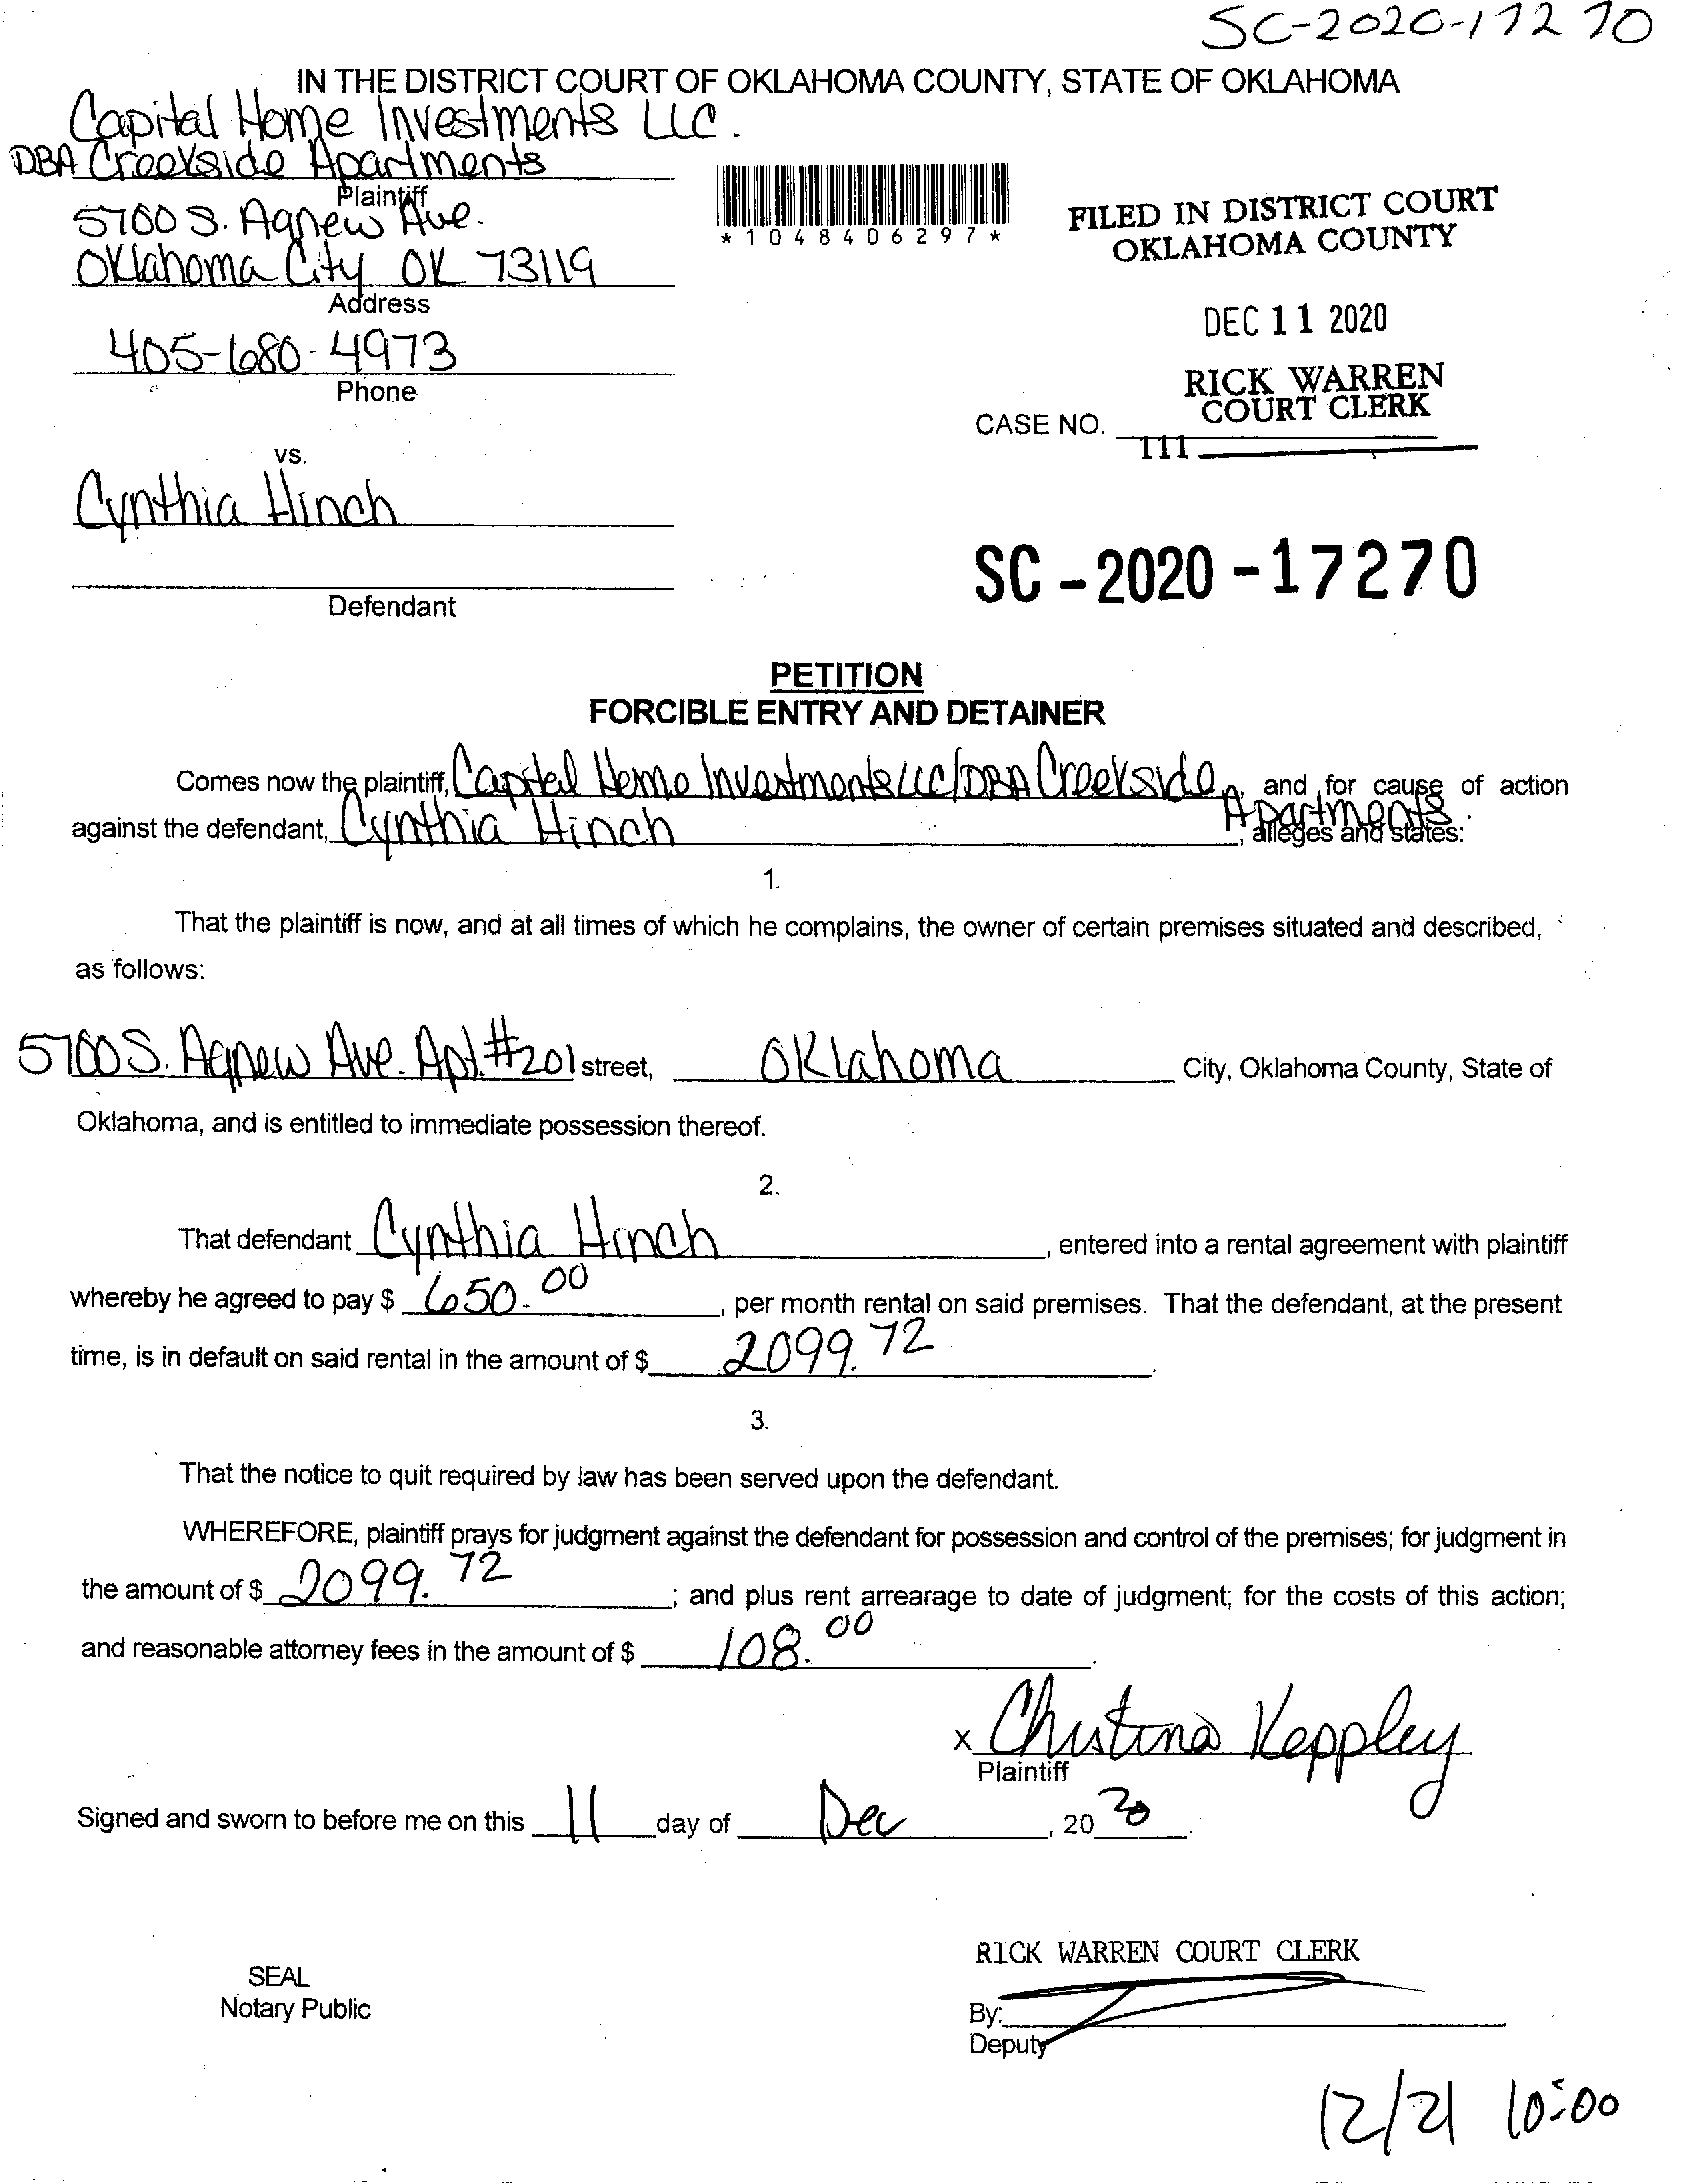 SC-2020-17270
IN THE DISTRICT COURT OF OKLAHOMA COUNTY, STATE OF OKLAHOMA
Capital Home Investments LLC.
DBA Creekside Apartments
Plaintiff
5700 S. Agnew Ave.
Oklahoma City OK 73119
Address
405-680-4973
Phone
*1048406297*
FILED IN DISTRICT COURT
OKLAHOMA COUNTY
DEC 11 2020
RICK WARREN
COURT CLERK
CASE NO.
111
vs.
Cynthia Hinch
Defendant
SC-2020-17270
PETITION
FORCIBLE ENTRY AND DETAINER
Comes now the plaintiff, Capital Home Investments LLC/DBA Creekside Apartments, and for cause of action
against the defendant, Cynthia Hinch, alleges and states:
1.
That the plaintiff is now, and at all times of which he complains, the owner of certain premises situated and described,
as follows:
5700 S. Agnew Ave. Apt. #201 street, Oklahoma City, Oklahoma County, State of
Oklahoma, and is entitled to immediate possession thereof.
2.
That defendant Cynthia Hinch, entered into a rental agreement with plaintiff
whereby he agreed to pay $ 650.00, per month rental on said premises. That the defendant, at the present
time, is in default on said rental in the amount of $ 2099.72.
3.
That the notice to quit required by law has been served upon the defendant.
WHEREFORE, plaintiff prays for judgment against the defendant for possession and control of the premises; for judgment in
the amount of $ 2099.72; and plus rent arrearage to date of judgment; for the costs of this action;
and reasonable attorney fees in the amount of $ 108.00.
x Christina Keppley
Plaintiff
Signed and sworn to before me on this 11 day of Dec, 20 20.
RICK WARREN COURT CLERK
SEAL
Notary Public
By:
Deputy
12/21 10:00